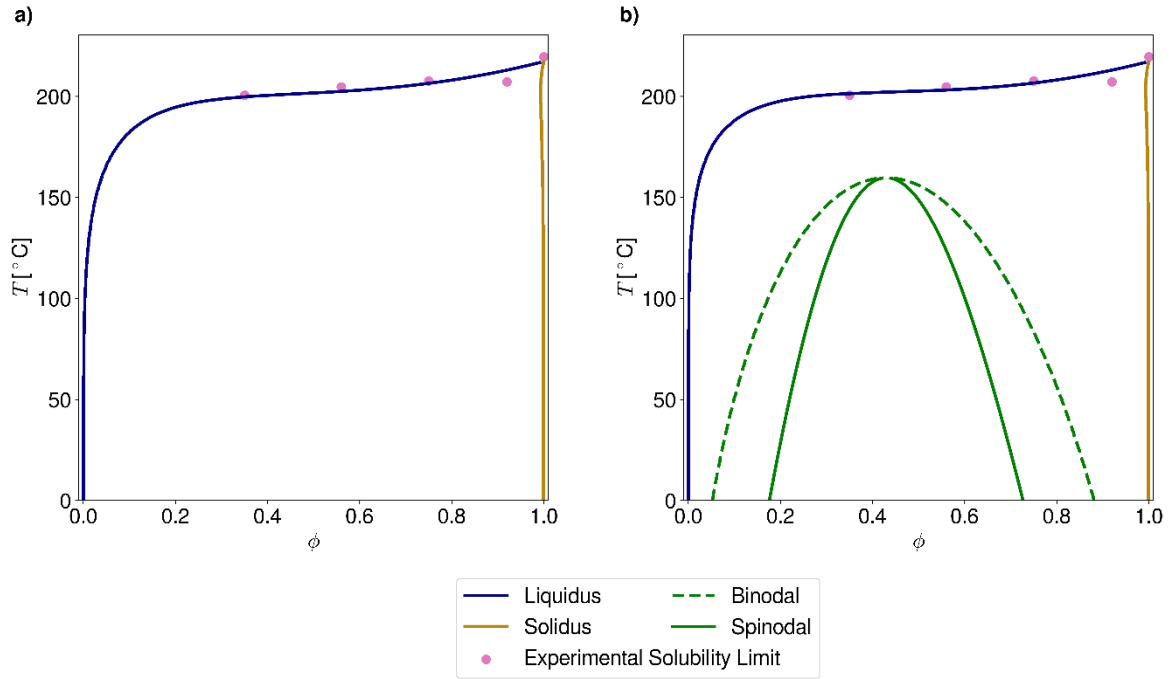 a)
b)
T [°C]
200
150
100
50
0
0.0 0.2 0.4 0.6 0.8 1.0
ϕ
T [°C]
200
150
100
50
0
0.0 0.2 0.4 0.6 0.8 1.0
ϕ
Liquidus
Binodal
Solidus
Spinodal
Experimental Solubility Limit